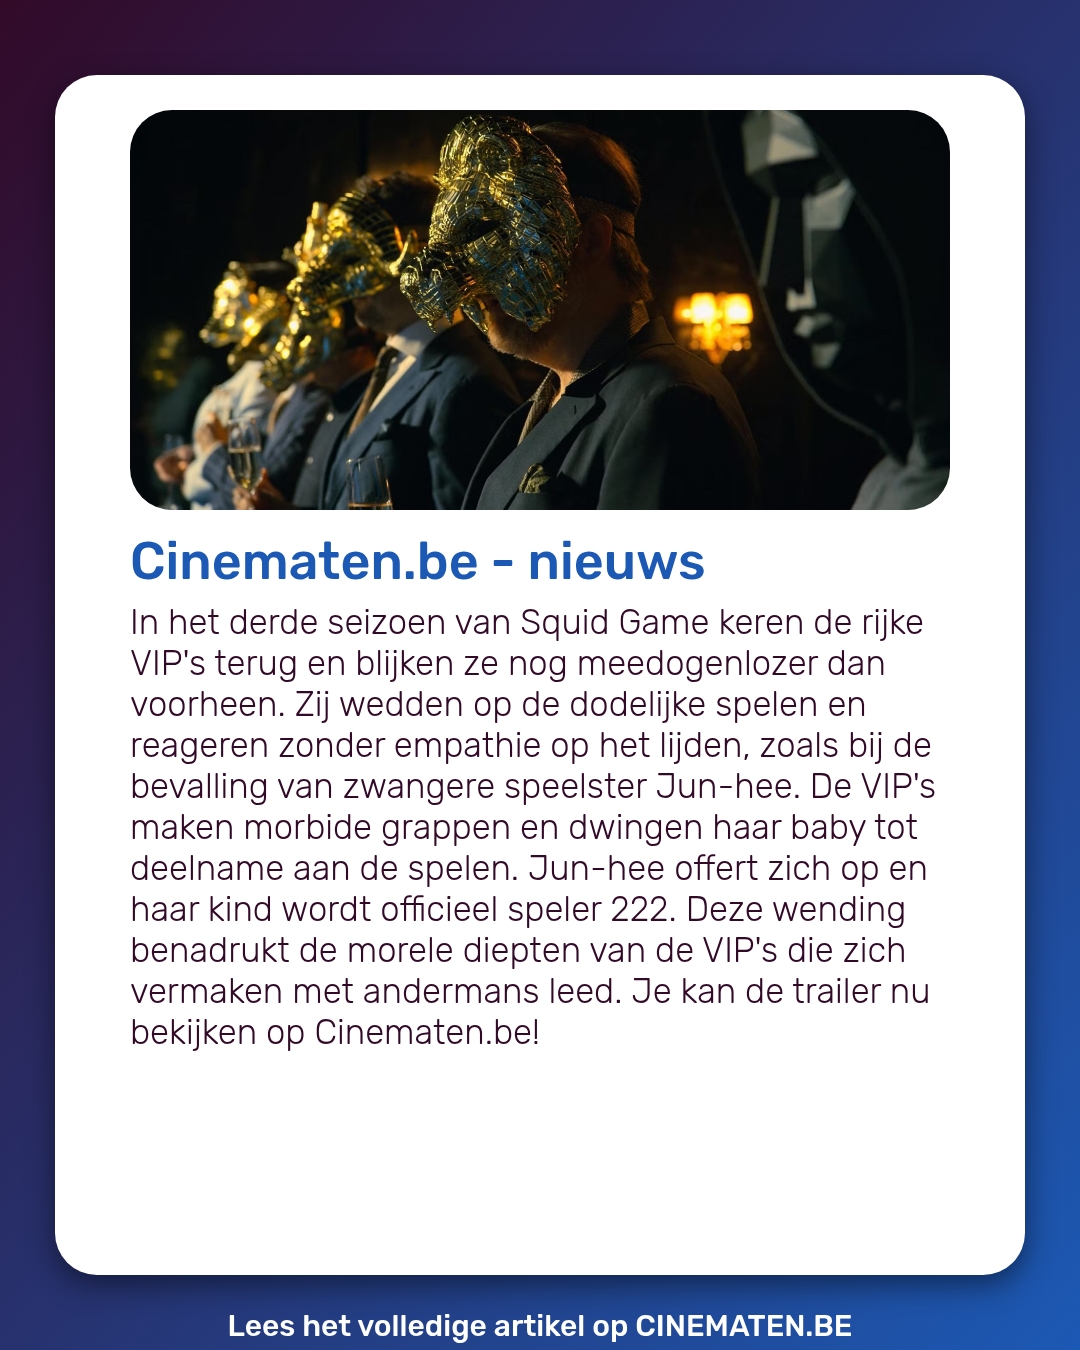 Cinematen.be - nieuws
In het derde seizoen van Squid Game keren de rijke
VIP's terug en blijken ze nog meedogenlozer dan
voorheen. Zij wedden op de dodelijke spelen en
reageren zonder empathie op het lijden, zoals bij de
bevalling van zwangere speelster Jun-hee. De VIP's
maken morbide grappen en dwingen haar baby tot
deelname aan de spelen. Jun-hee offert zich op en
haar kind wordt officieel speler 222. Deze wending
benadrukt de morele diepten van de VIP's die zich
vermaken met andermans leed. Je kan de trailer nu
bekijken op Cinematen.be!
Lees het volledige artikel op CINEMATEN.BE